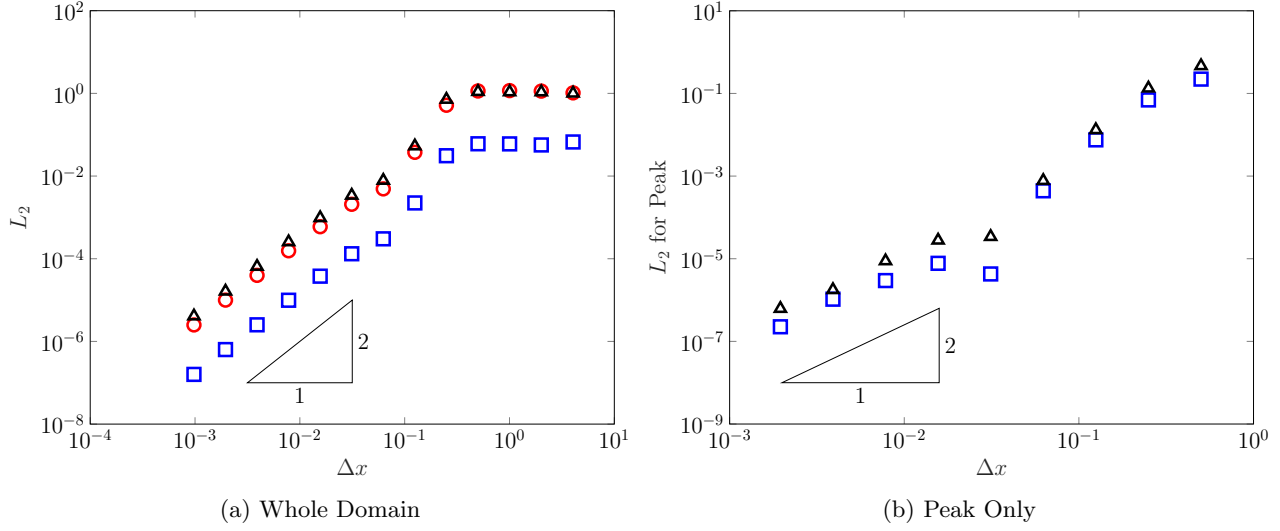 10^2
10^0
10^−2
10^−4
10^−6
10^−8
L_2
2
1
10^−4 10^−3 10^−2 10^−1 10^0 10^1
Δx
(a) Whole Domain
10^1
10^−1
10^−3
10^−5
10^−7
10^−9
L_2 for Peak
2
1
10^−3 10^−2 10^−1 10^0
Δx
(b) Peak Only